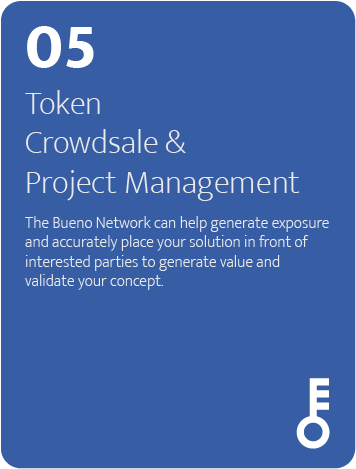 05
Token
Crowdsale &
Project Management
The Bueno Network can help generate exposure
and accurately place your solution in front of
interested parties to generate value and
validate your concept.